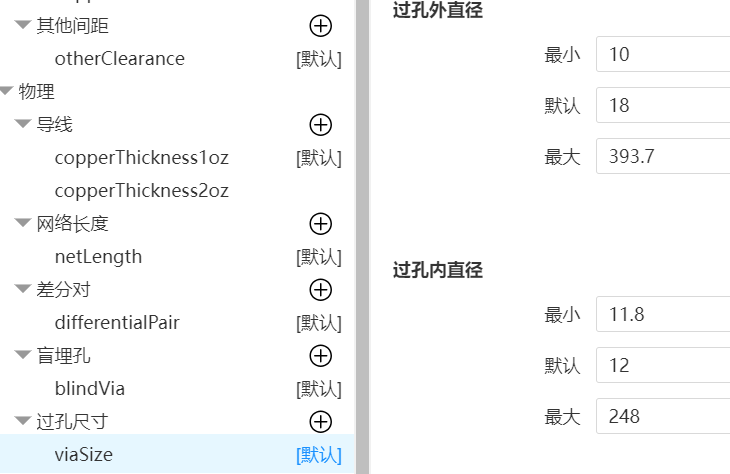 其他间距
otherClearance [默认]
物理
导线
copperThickness1oz [默认]
copperThickness2oz
网络长度
netLength [默认]
差分对
differentialPair [默认]
盲埋孔
blindVia [默认]
过孔尺寸
viaSize [默认]
过孔外直径
最小 10
默认 18
最大 393.7
过孔内直径
最小 11.8
默认 12
最大 248